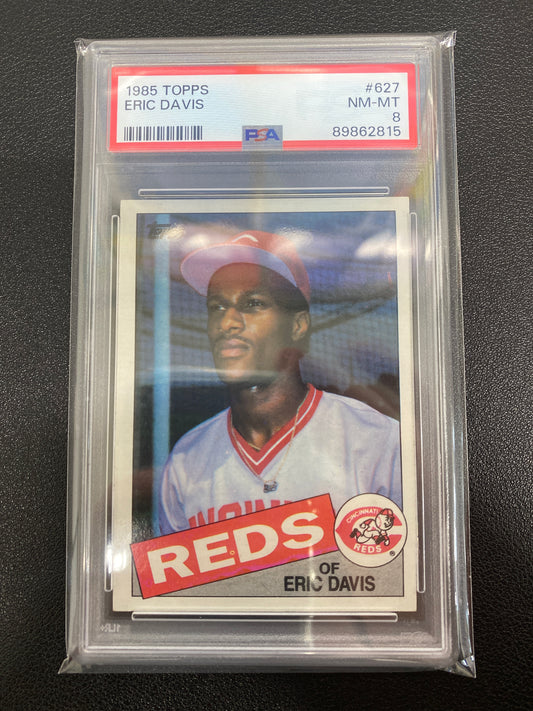 1985 TOPPS
ERIC DAVIS
#627
NM-MT
8
89862815
PSA
Topps
CINCINNATI
REDS
REDS
OF
ERIC DAVIS